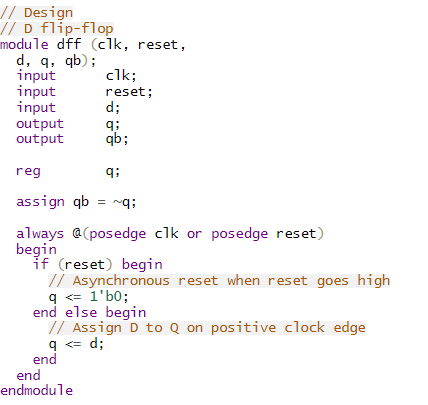 // Design
// D flip-flop
module dff (clk, reset,
  d, q, qb);
  input      clk;
  input      reset;
  input      d;
  output     q;
  output     qb;

  reg        q;

  assign qb = ~q;

  always @(posedge clk or posedge reset)
  begin
    if (reset) begin
      // Asynchronous reset when reset goes high
      q <= 1'b0;
    end else begin
      // Assign D to Q on positive clock edge
      q <= d;
    end
  end
endmodule